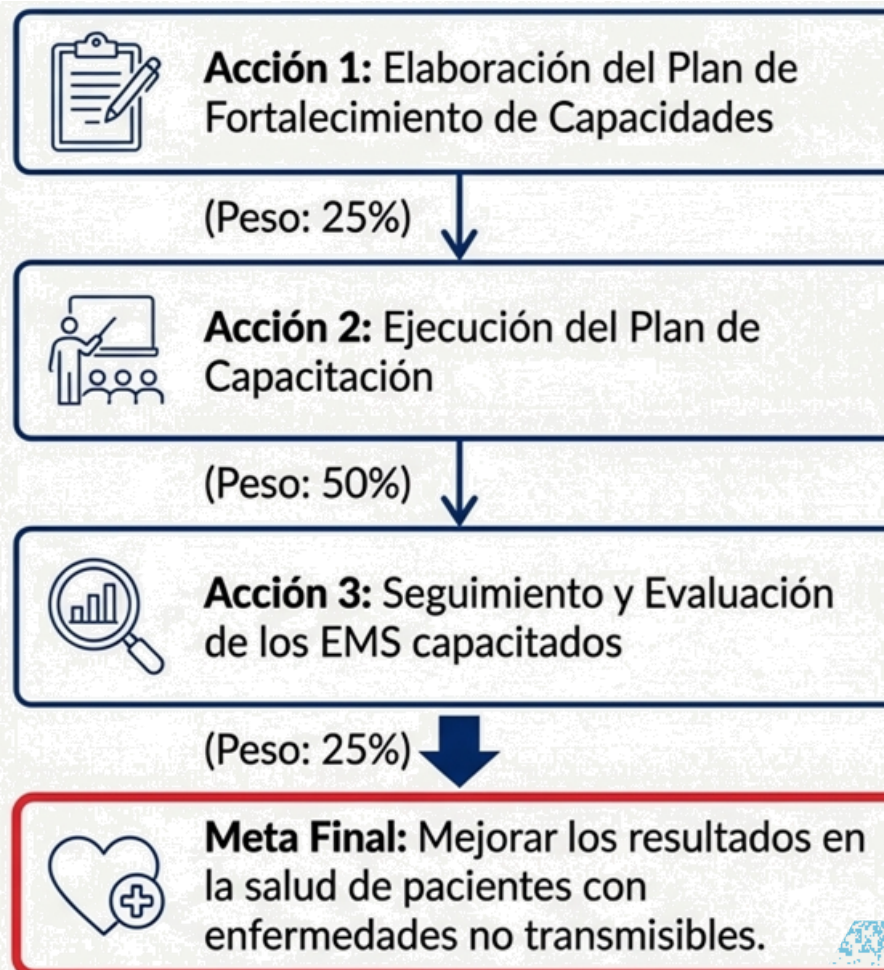 Acción 1: Elaboración del Plan de
Fortalecimiento de Capacidades
(Peso: 25%)
Acción 2: Ejecución del Plan de
Capacitación
(Peso: 50%)
Acción 3: Seguimiento y Evaluación
de los EMS capacitados
(Peso: 25%)
Meta Final: Mejorar los resultados en
la salud de pacientes con
enfermedades no transmisibles.